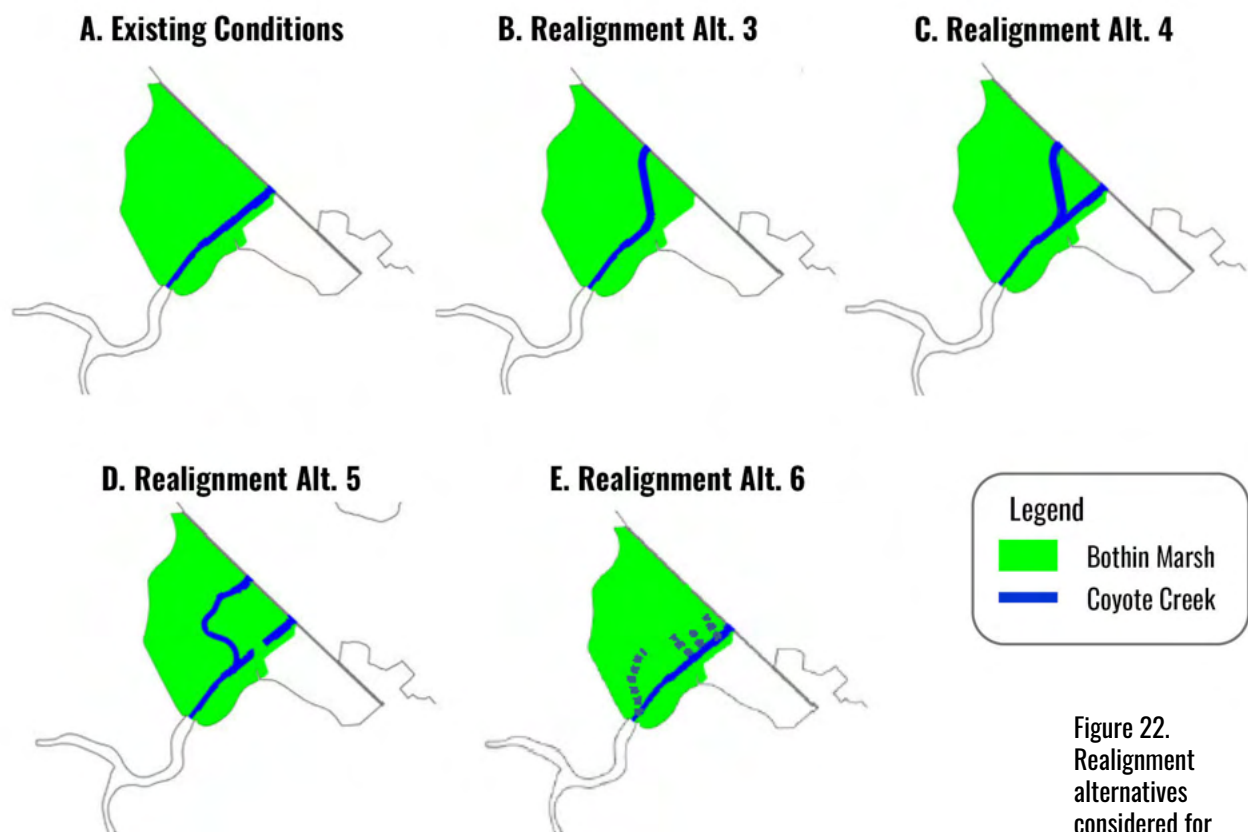 A. Existing Conditions
B. Realignment Alt. 3
C. Realignment Alt. 4
D. Realignment Alt. 5
E. Realignment Alt. 6
Legend
Bothin Marsh
Coyote Creek
Figure 22.
Realignment
alternatives
considered for